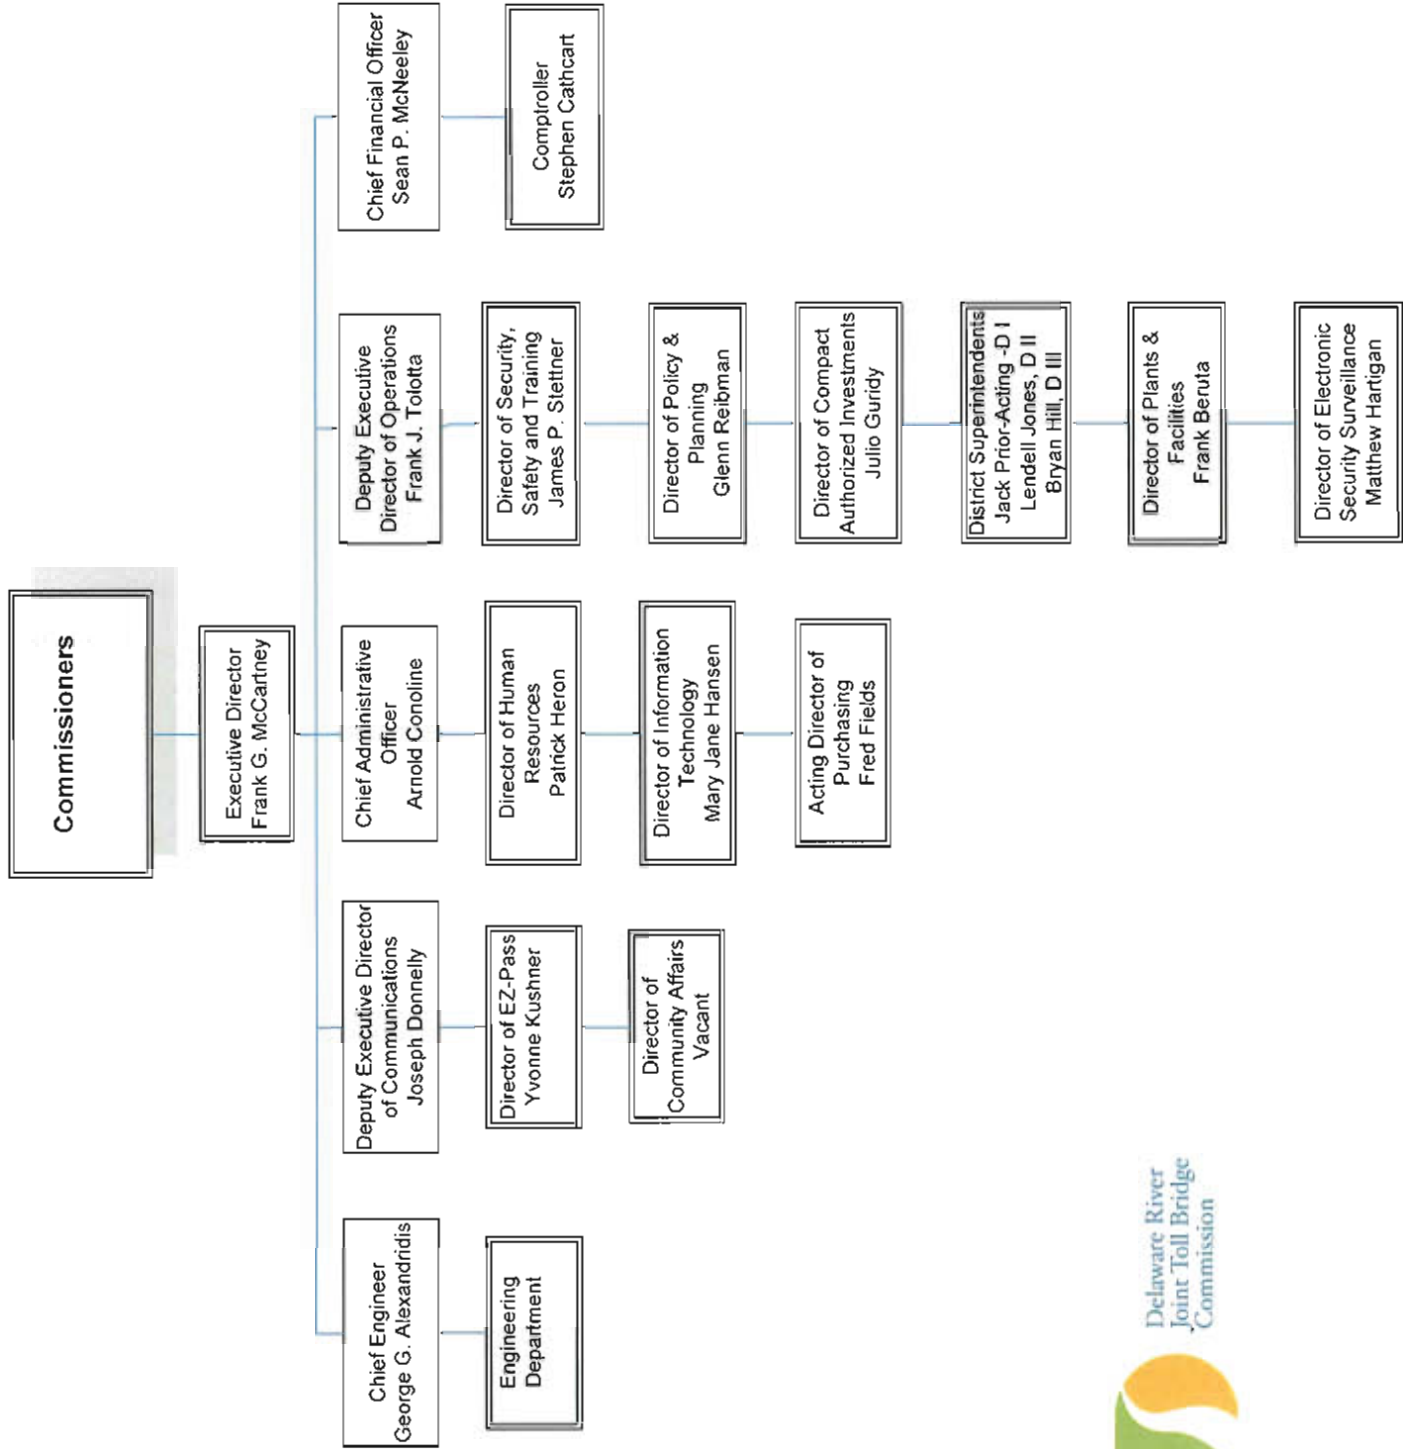 Commissioners
Executive Director
Frank G. McCartney
Chief Engineer
George G. Alexandridis
Engineering
Department
Deputy Executive Director
of Communications
Joseph Donnelly
Director of EZ-Pass
Yvonne Kushner
Director of
Community Affairs
Vacant
Chief Administrative
Officer
Arnold Conoline
Director of Human
Resources
Patrick Heron
Director of Information
Technology
Mary Jane Hansen
Acting Director of
Purchasing
Fred Fields
Deputy Executive
Director of Operations
Frank J. Tolotta
Director of Security,
Safety and Training
James P. Stettner
Director of Policy &
Planning
Glenn Reibman
Director of Compact
Authorized Investments
Julio Guridy
District Superintendents
Jack Prior-Acting -D I
Lendell Jones, D II
Bryan Hill, D III
Director of Plants &
Facilities
Frank Beruta
Director of Electronic
Security Surveillance
Matthew Hartigan
Chief Financial Officer
Sean P. McNeeley
Comptroller
Stephen Cathcart
Delaware River
Joint Toll Bridge
Commission